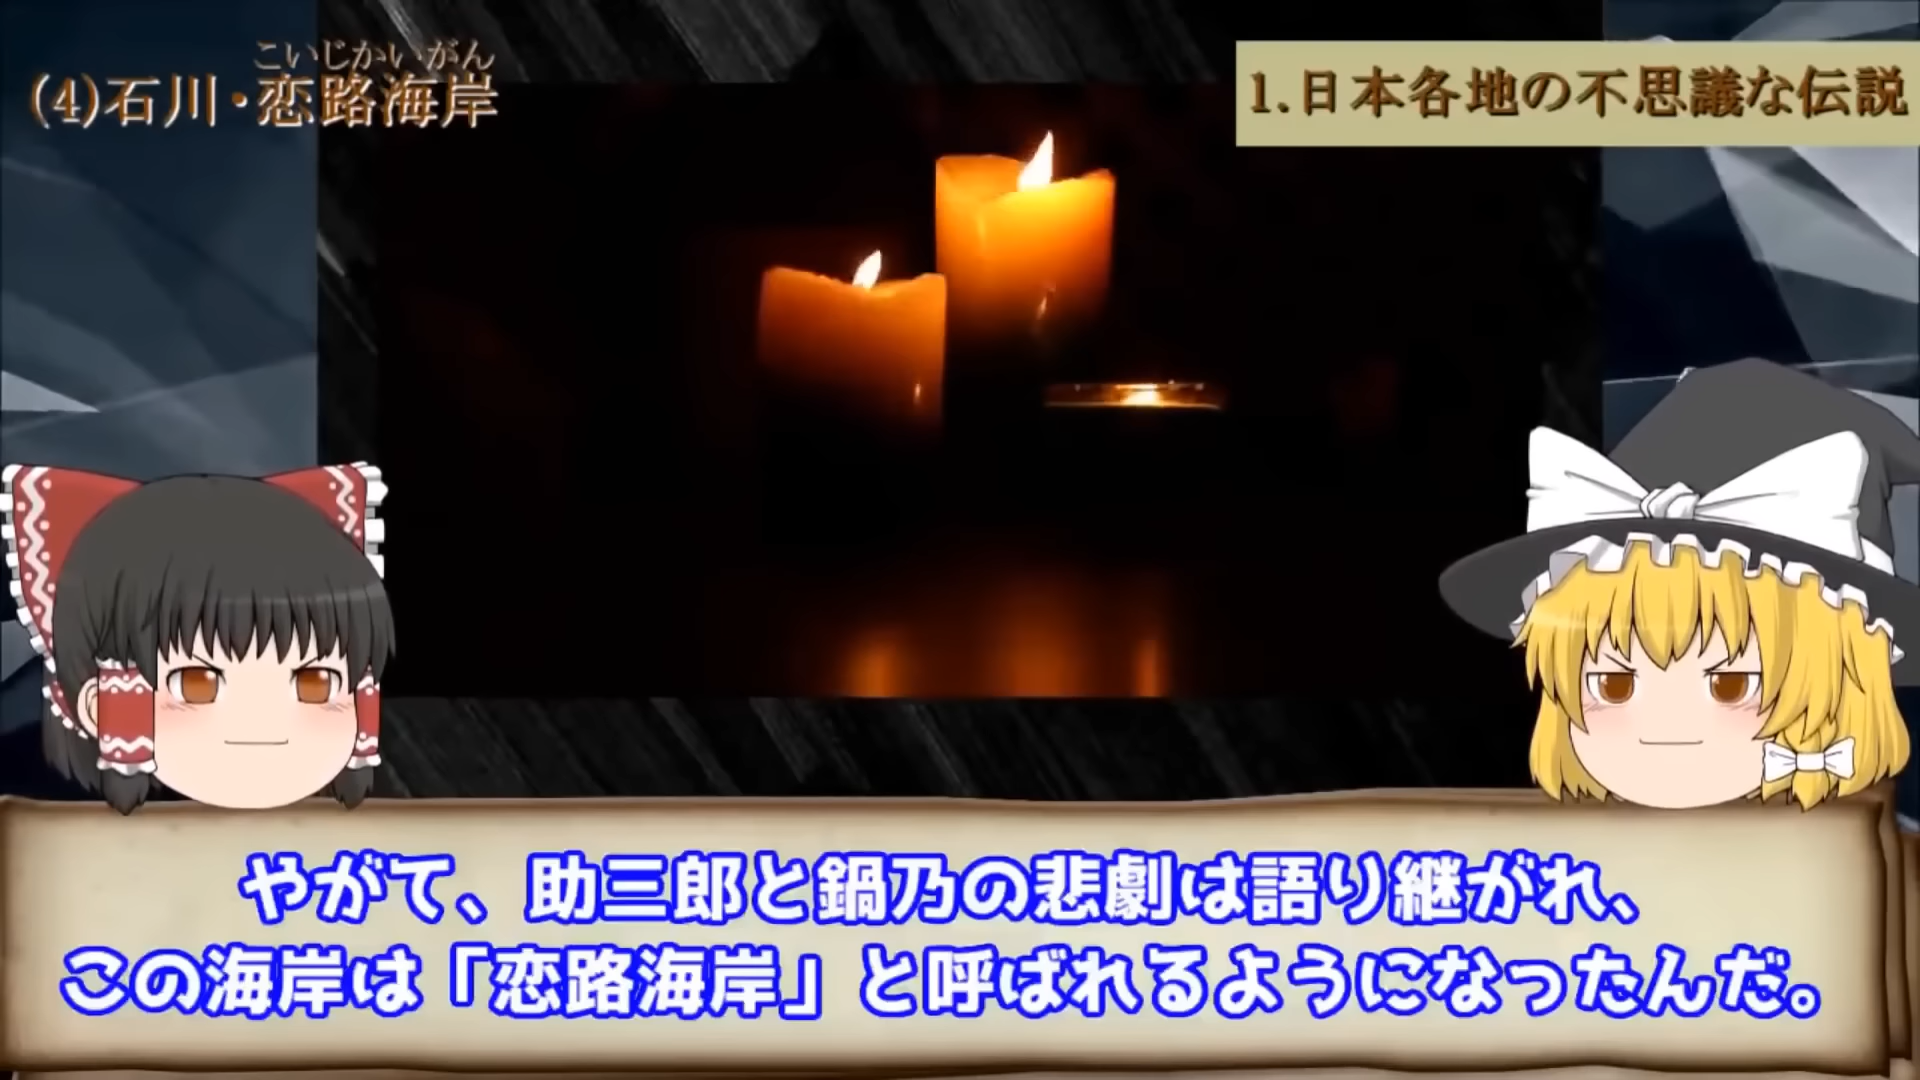 こいじかいがん
(4)石川・恋路海岸
1.日本各地の不思議な伝説
やがて、助三郎と鍋乃の悲劇は語り継がれ、
この海岸は「恋路海岸」と呼ばれるようになったんだ。